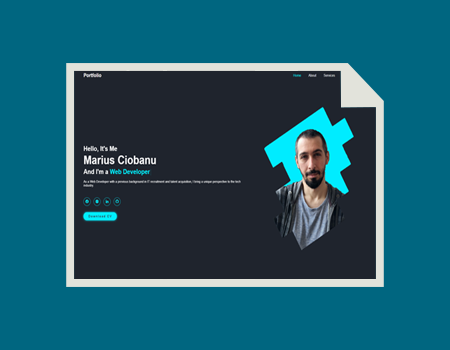 Portfolio
Home About Services
Hello, It's Me
Marius Ciobanu
And I'm a Web Developer
As a Web Developer with a previous background in IT recruitment and talent acquisition, I bring a unique perspective to the tech
industry.
Download CV